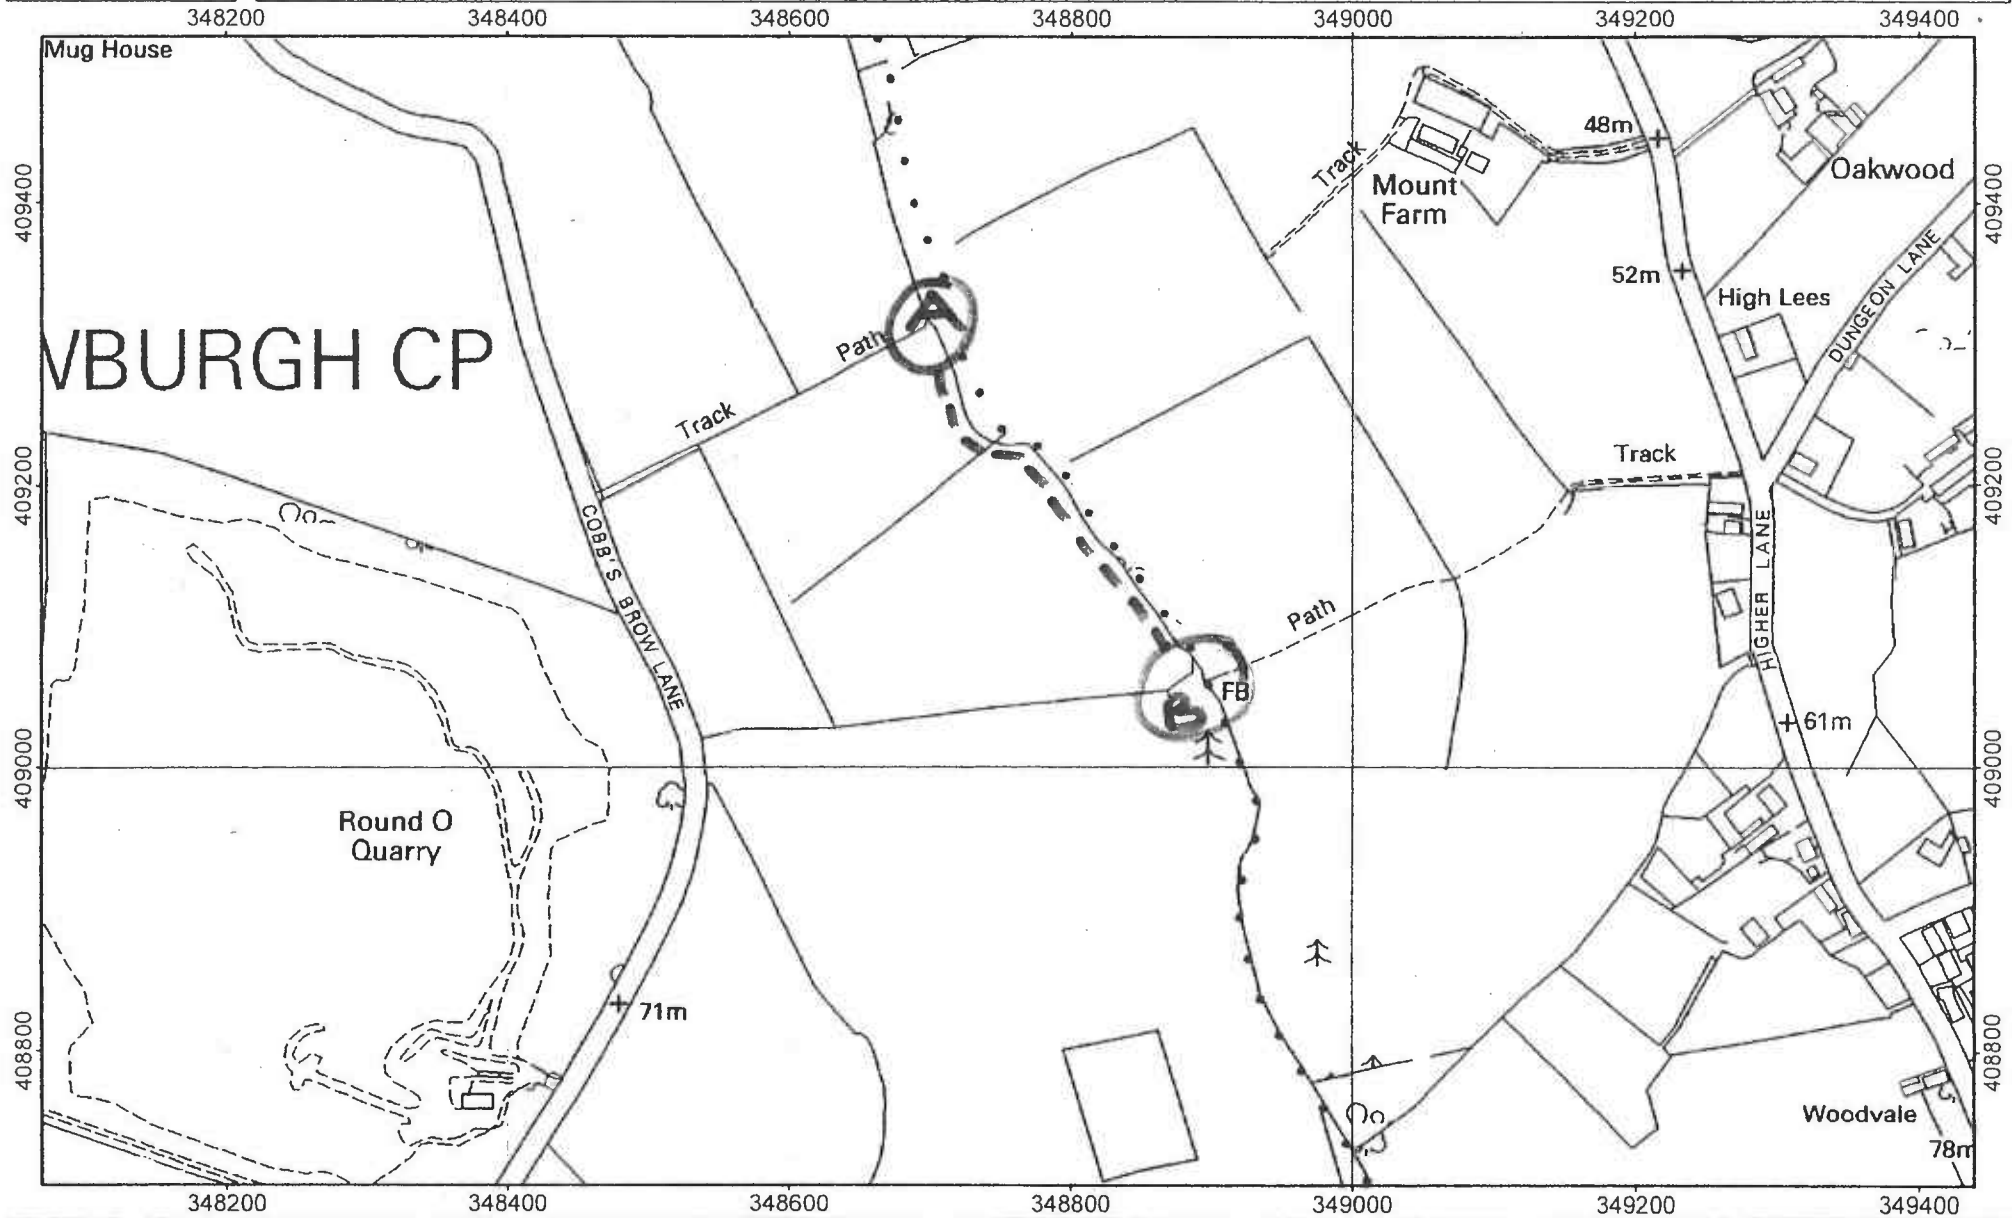 348200 348400 348600 348800 349000 349200 349400
Mug House
48m
Oakwood
Track
Mount
Farm
409400
409400
52m
High Lees
DUNGEON LANE
A
Path
WBURGH CP
Track
Track
409200
409200
COBB'S BROW LANE
HIGHER LANE
Path
FB
B
61m
409000
409000
Round O
Quarry
71m
408800
408800
Woodvale
78m
348200 348400 348600 348800 349000 349200 349400